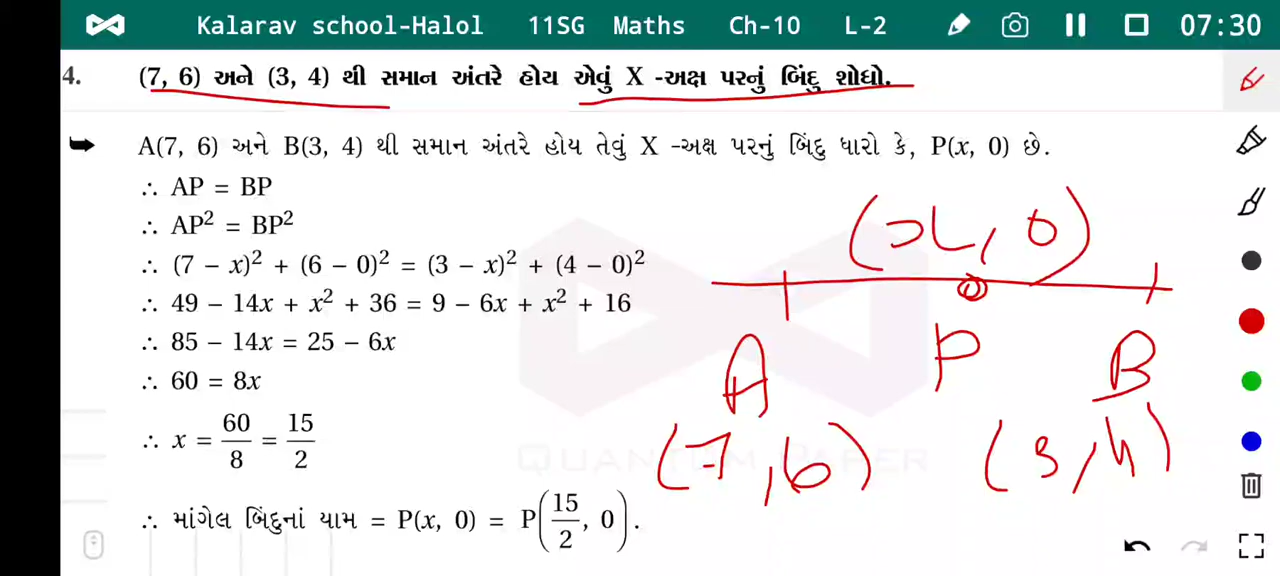 Kalarav school-Halol 11SG Maths Ch-10 L-2 07:30
4. (7, 6) અને (3, 4) થી સમાન અંતરે હોય એવું X -અક્ષ પરનું બિંદુ શોધો.
➥ A(7, 6) અને B(3, 4) થી સમાન અંતરે હોય તેવું X -અક્ષ પરનું બિંદુ ધારો કે, P(x, 0) છે.
∴ AP = BP
∴ AP² = BP²
∴ (7 − x)² + (6 − 0)² = (3 − x)² + (4 − 0)²
∴ 49 − 14x + x² + 36 = 9 − 6x + x² + 16
∴ 85 − 14x = 25 − 6x
∴ 60 = 8x
∴ x = 60/8 = 15/2
∴ માંગેલ બિંદુનાં યામ = P(x, 0) = P(15/2, 0).
(x, 0)
A P B
(7, 6) (3, 4)
QUANTUM PAPER